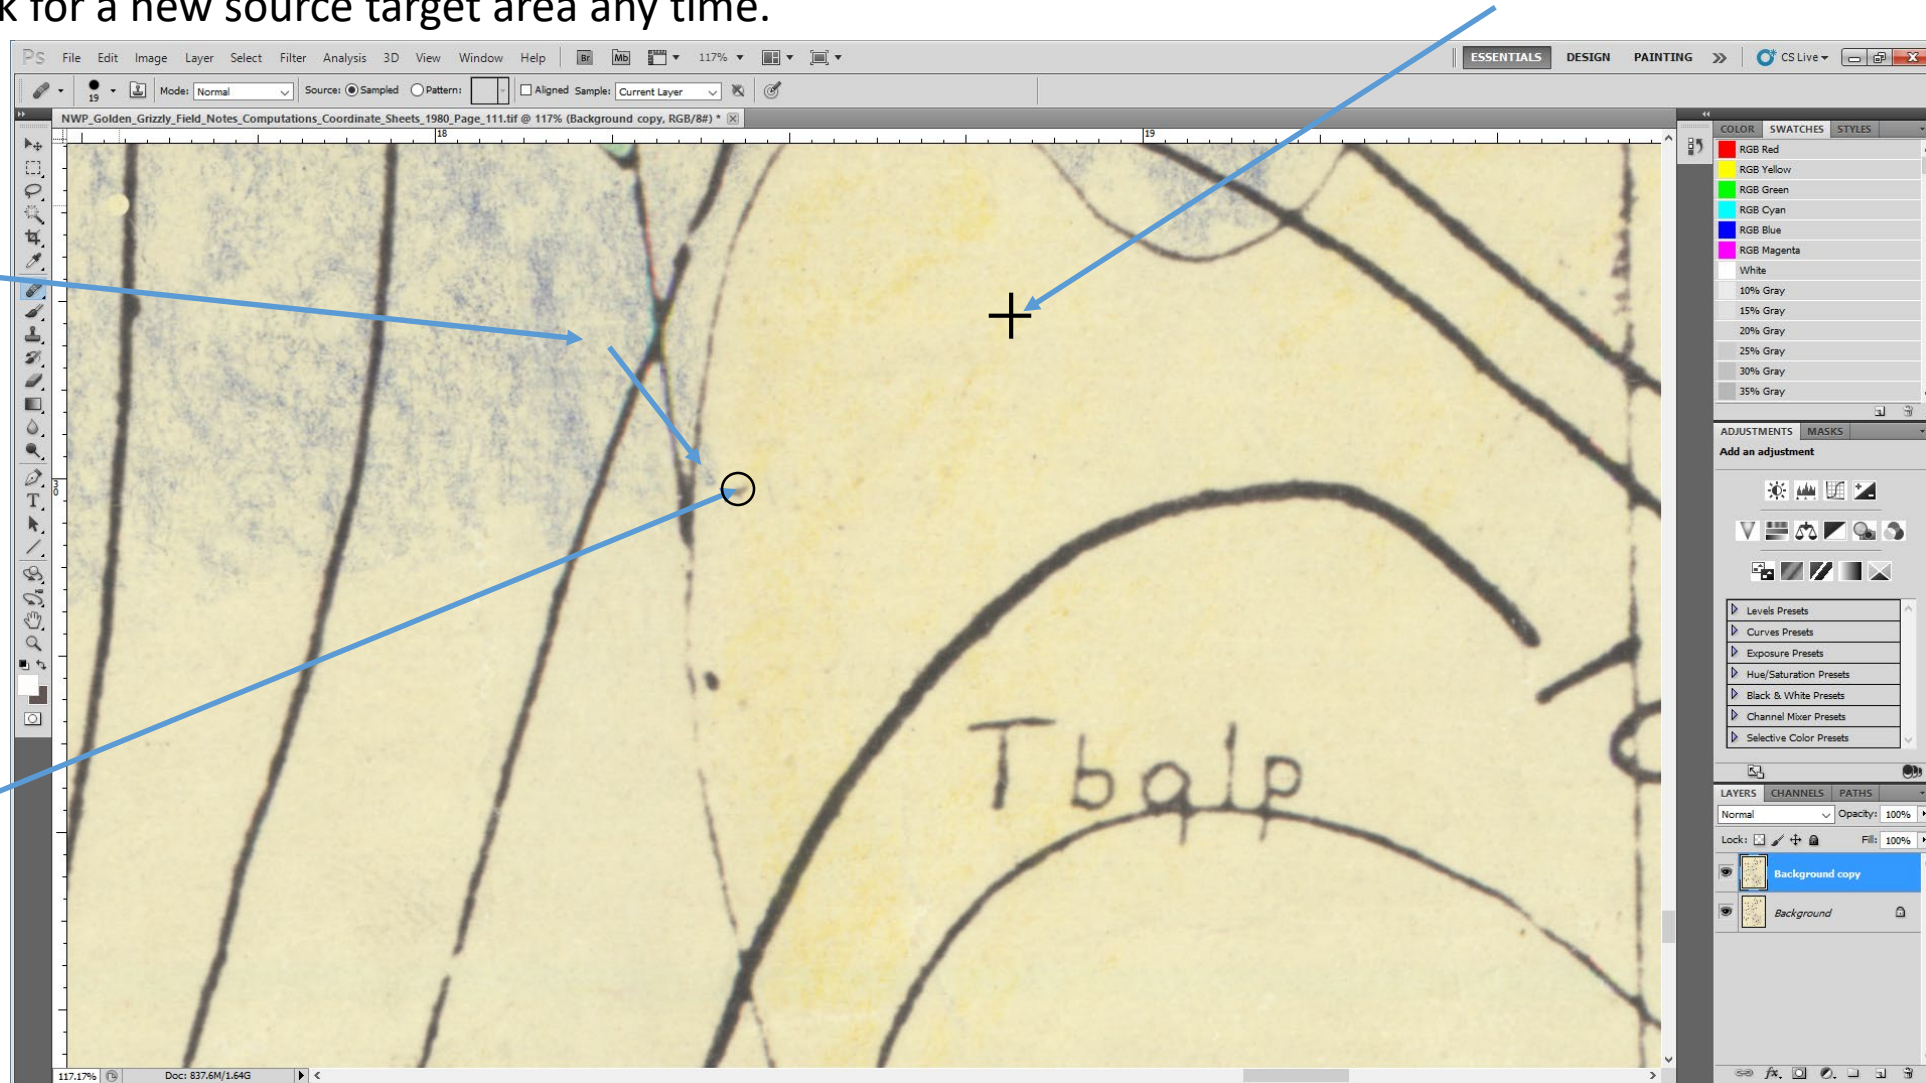 k for a new source target area any time.
Ps File Edit Image Layer Select Filter Analysis 3D View Window Help Br Mb 117% ESSENTIALS DESIGN PAINTING CS Live
19 Mode: Normal Source: Sampled Pattern: Aligned Sample: Current Layer
NWP_Golden_Grizzly_Field_Notes_Computations_Coordinate_Sheets_1980_Page_111.tif @ 117% (Background copy, RGB/8#) *
18 19
30
COLOR SWATCHES STYLES
RGB Red
RGB Yellow
RGB Green
RGB Cyan
RGB Blue
RGB Magenta
White
10% Gray
15% Gray
20% Gray
25% Gray
30% Gray
35% Gray
ADJUSTMENTS MASKS
Add an adjustment
Levels Presets
Curves Presets
Exposure Presets
Hue/Saturation Presets
Black & White Presets
Channel Mixer Presets
Selective Color Presets
Tbqlp
LAYERS CHANNELS PATHS
Normal Opacity: 100%
Lock: Fill: 100%
Background copy
Background
117.17% Doc: 837.6M/1.64G